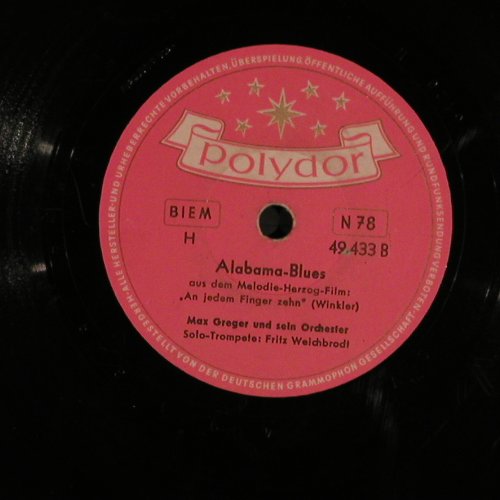 ALLE HERSTELLER- UND URHEBERRECHTE VORBEHALTEN. ÜBERSPIELUNG, ÖFFENTLICHE AUFFÜHRUNG UND RUNDFUNKSENDUNG VERBOTEN.
polydor
BIEM
N 78
H
49.433 B
Alabama-Blues
aus dem Melodie-Herzog-Film:
„An jedem Finger zehn" (Winkler)
Max Greger und sein Orchester
Solo-Trompete: Fritz Weichbrodt
HERGESTELLT VON DER DEUTSCHEN GRAMMOPHON GESELLSCHAFT